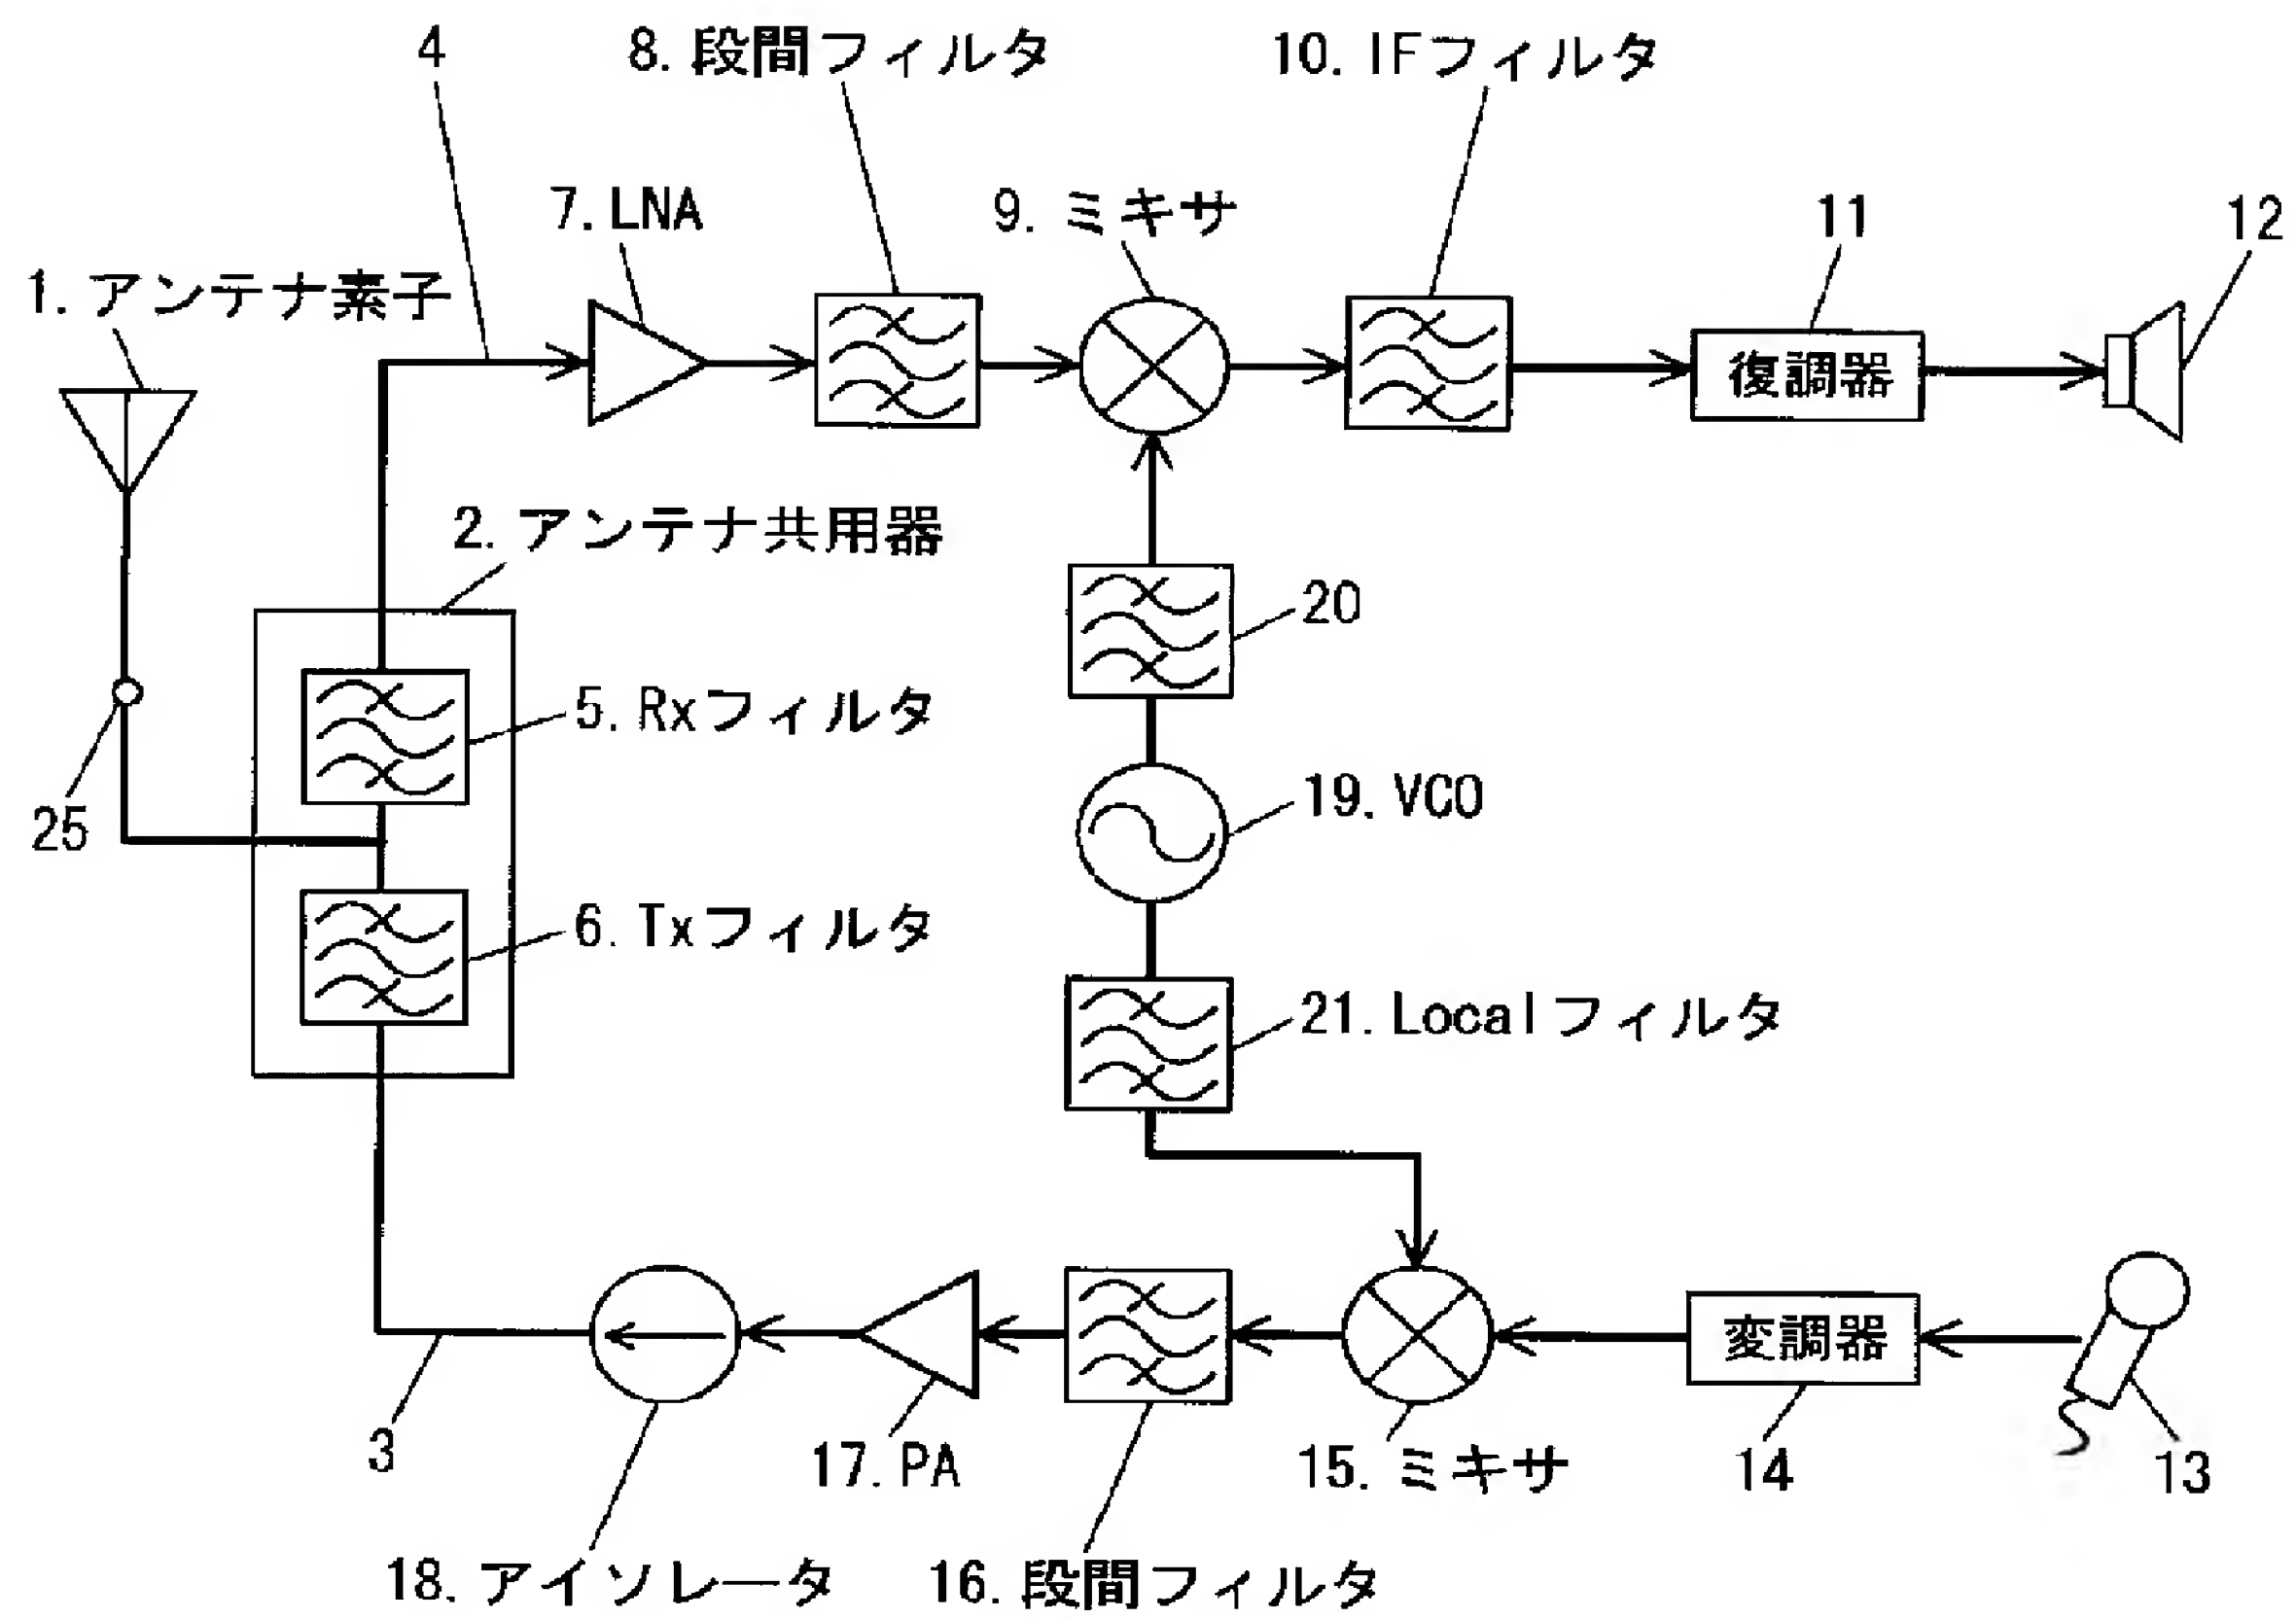 4
8. 段間フィルタ
10. IFフィルタ
7. LNA
9. ミキサ
11
12
1. アンテナ素子
復調器
2. アンテナ共用器
20
5. Rxフィルタ
25
19. VCO
6. Txフィルタ
21. Localフィルタ
変調器
3
17. PA
15. ミキサ
14
13
18. アイソレータ
16. 段間フィルタ